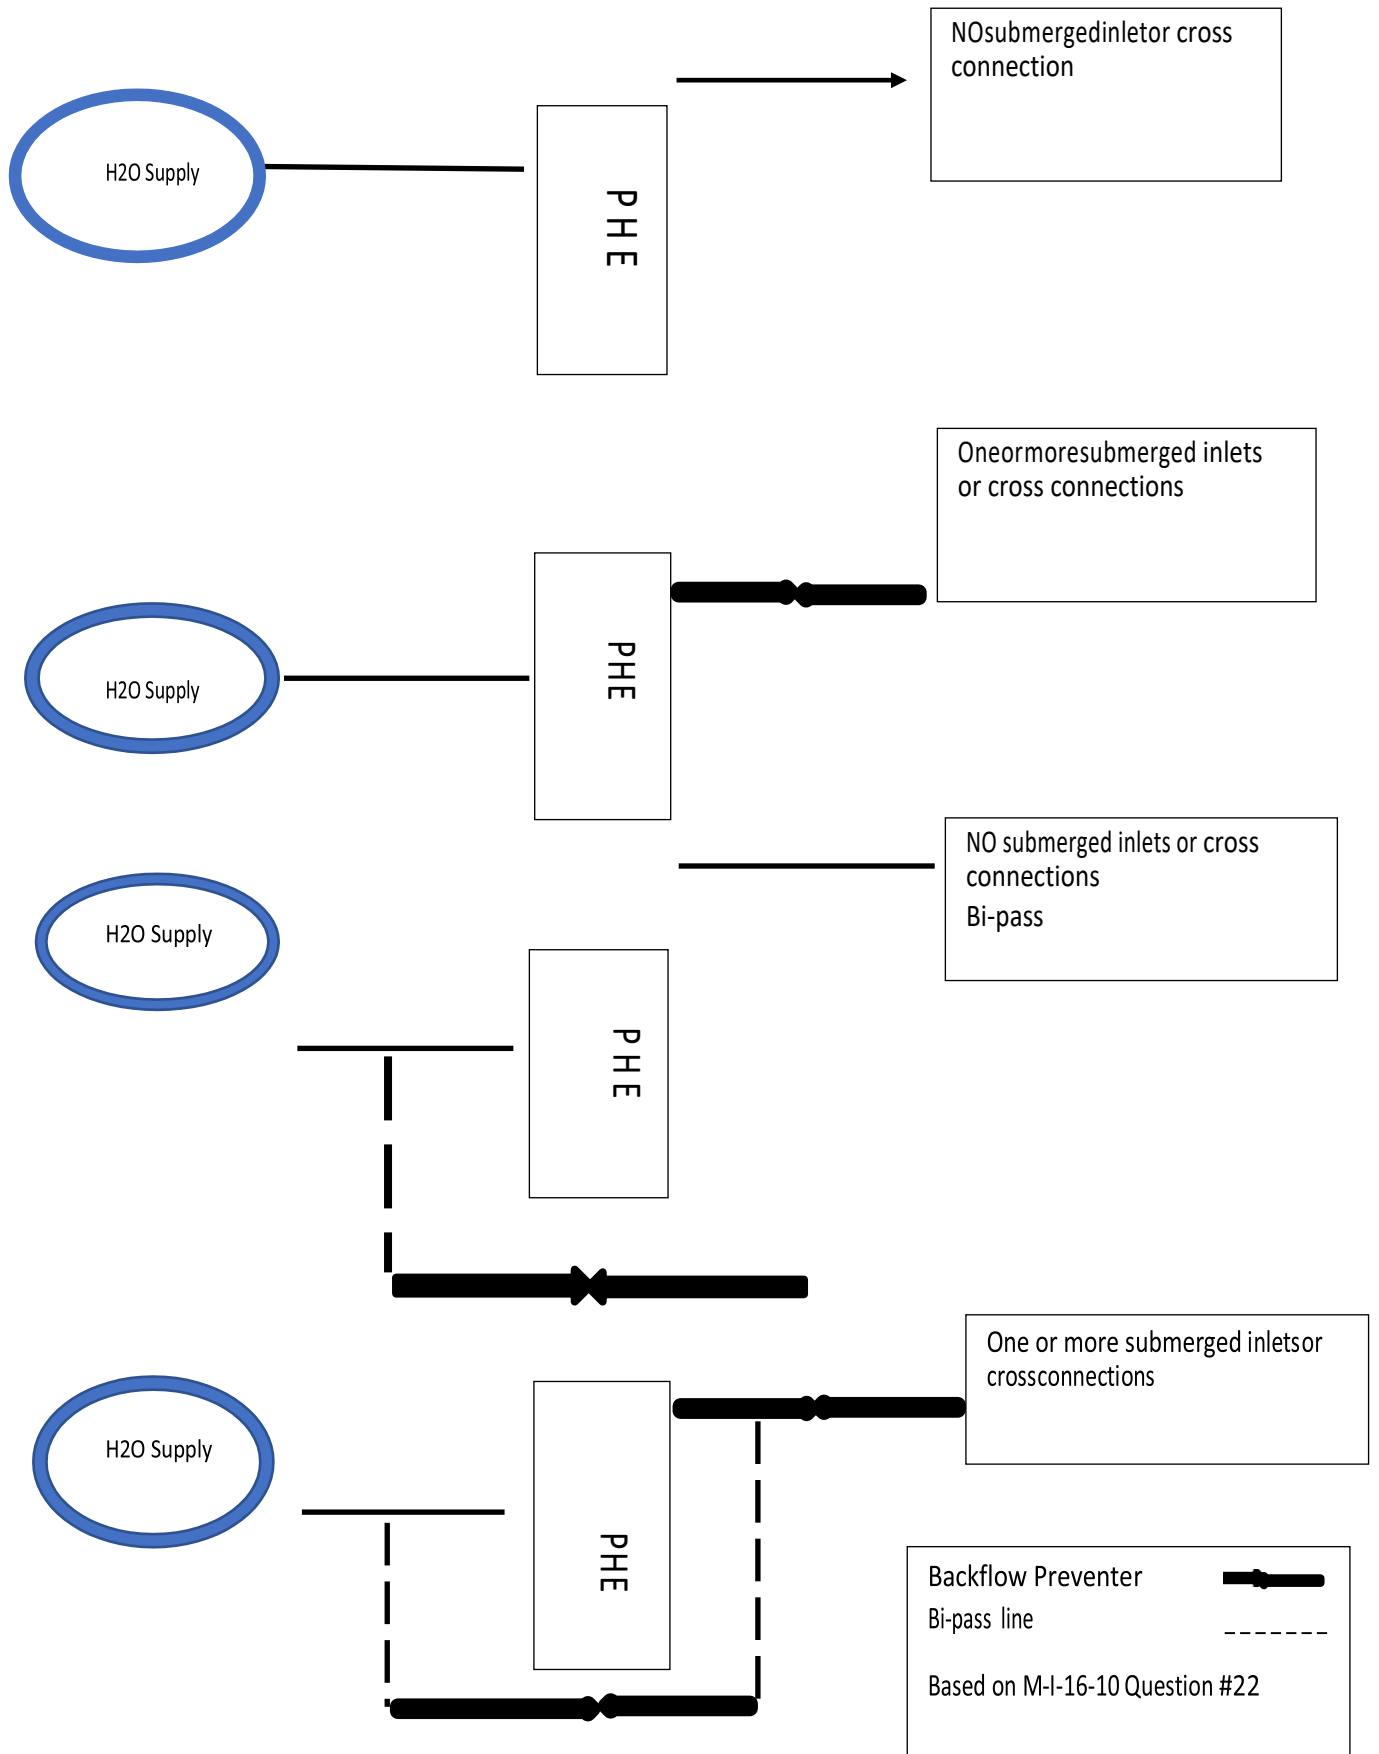 NOsubmergedinletor cross
connection
H2O Supply
PHE
Oneormoresubmerged inlets
or cross connections
H2O Supply
PHE
NO submerged inlets or cross
connections
Bi-pass
H2O Supply
PHE
One or more submerged inletsor
crossconnections
H2O Supply
PHE
Backflow Preventer
Bi-pass line
Based on M-I-16-10 Question #22